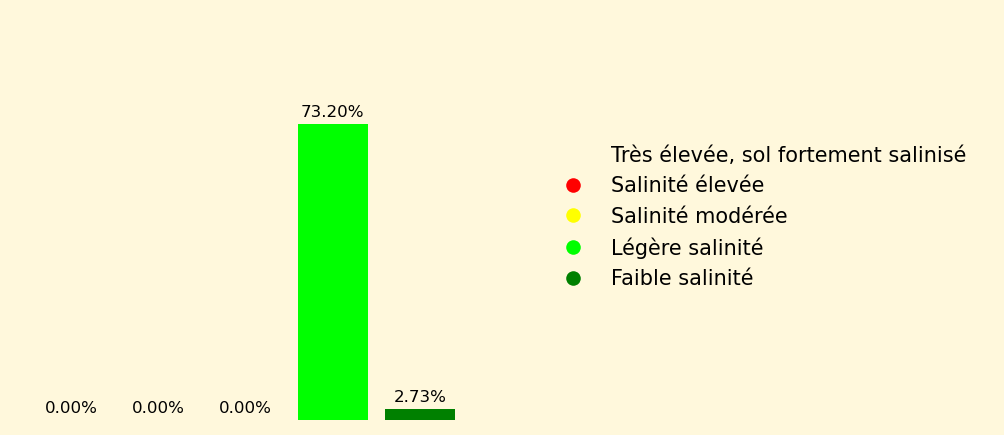 73.20%
Très élevée, sol fortement salinisé
Salinité élevée
Salinité modérée
Légère salinité
Faible salinité
0.00% 0.00% 0.00% 2.73%